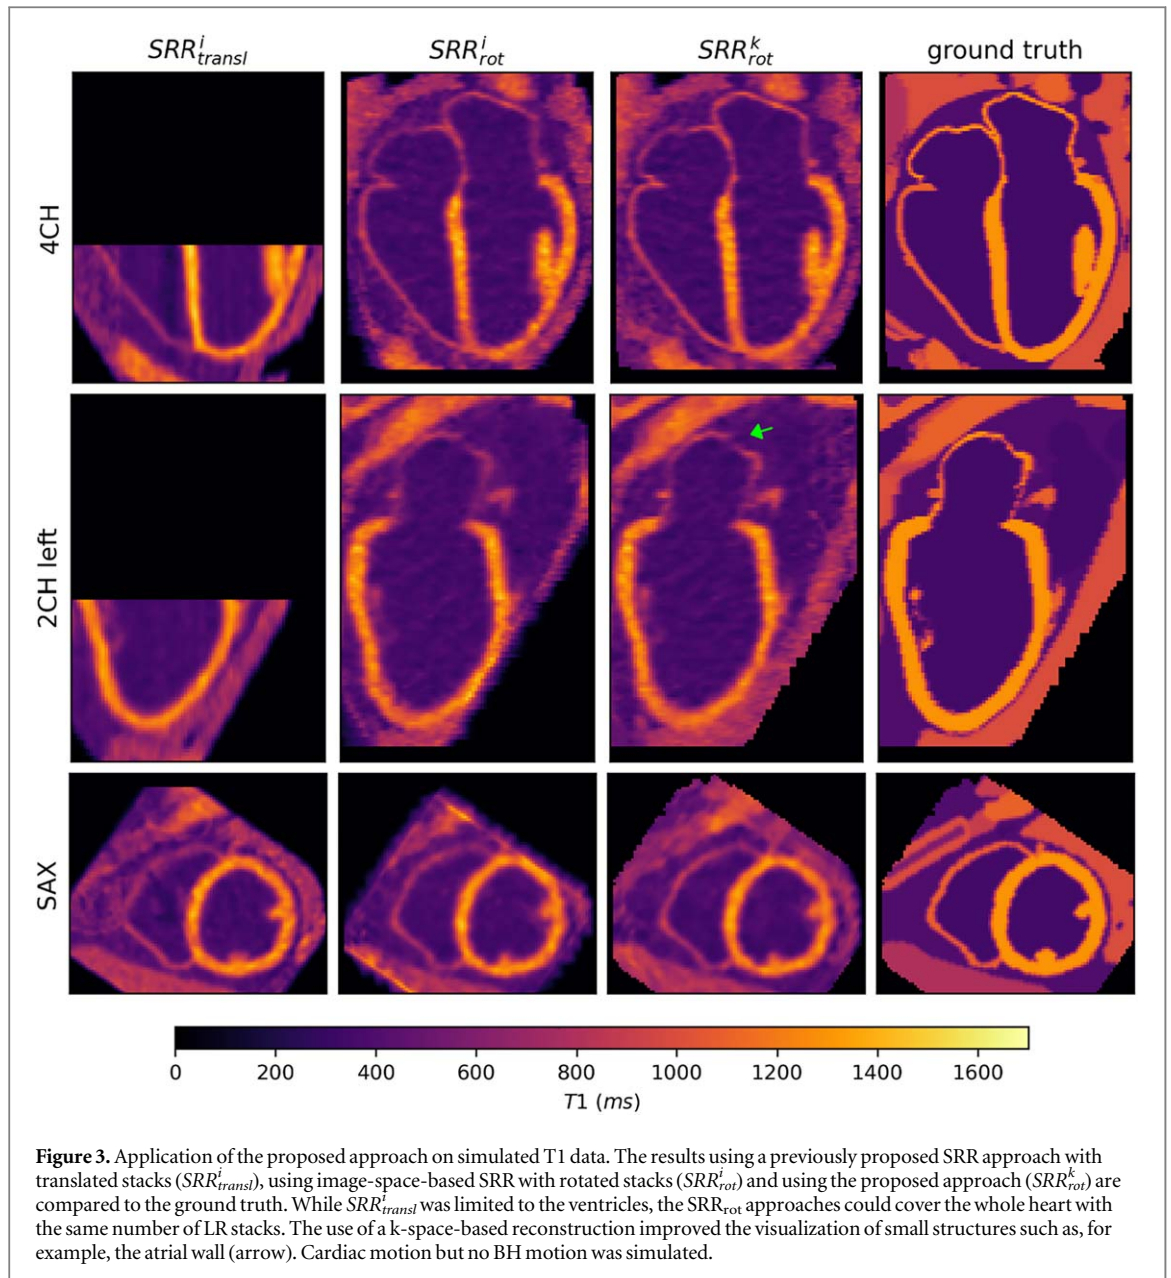 SRR^i_transl SRR^i_rot SRR^k_rot ground truth
4CH
2CH left
SAX
0 200 400 600 800 1000 1200 1400 1600
T1 (ms)
Figure 3. Application of the proposed approach on simulated T1 data. The results using a previously proposed SRR approach with
translated stacks (SRR^i_transl), using image-space-based SRR with rotated stacks (SRR^i_rot) and using the proposed approach (SRR^k_rot) are
compared to the ground truth. While SRR^i_transl was limited to the ventricles, the SRR_rot approaches could cover the whole heart with
the same number of LR stacks. The use of a k-space-based reconstruction improved the visualization of small structures such as, for
example, the atrial wall (arrow). Cardiac motion but no BH motion was simulated.